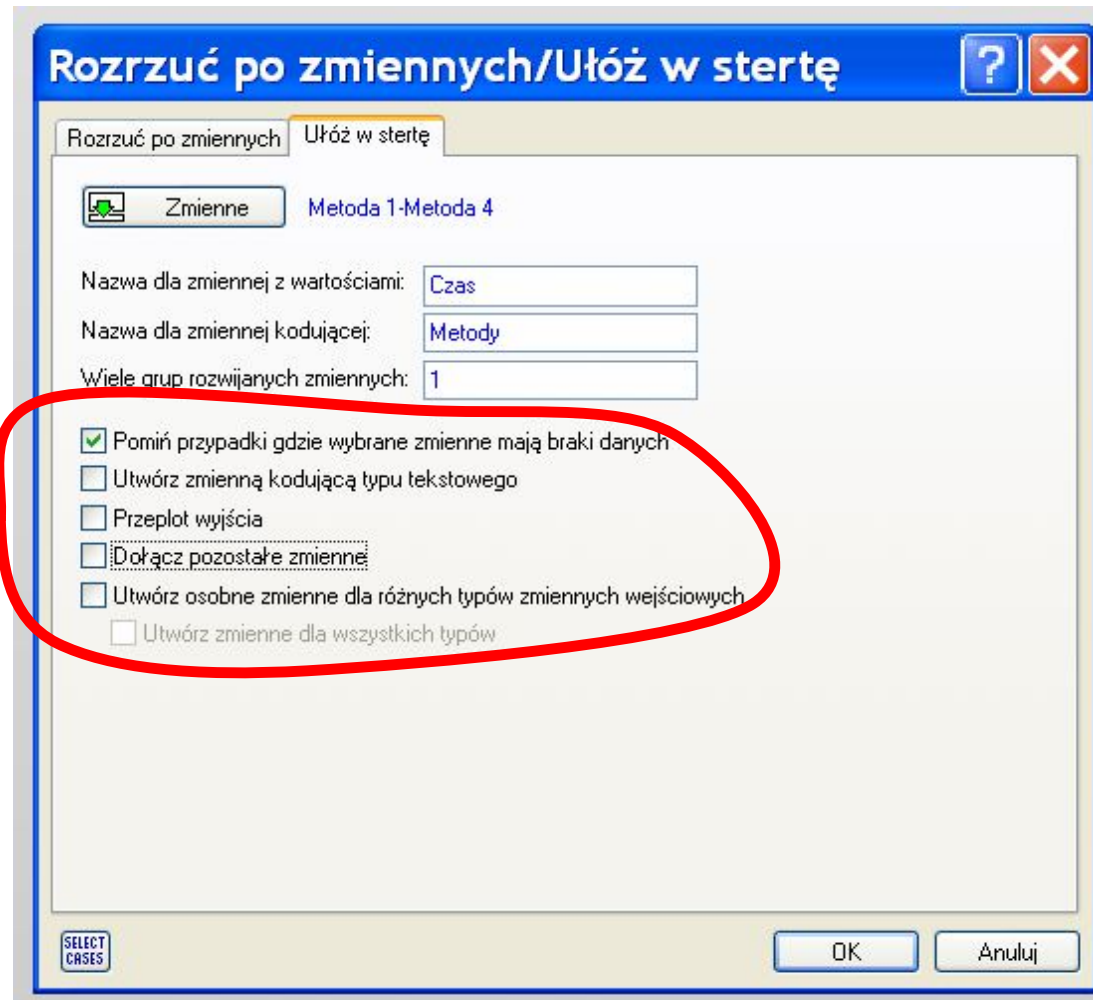 Rozrzuć po zmiennych/Ułóż w stertę
Rozrzuć po zmiennych Ułóż w stertę
Zmienne Metoda 1-Metoda 4
Nazwa dla zmiennej z wartościami: Czas
Nazwa dla zmiennej kodującej: Metody
Wiele grup rozwijanych zmiennych: 1
Pomiń przypadki gdzie wybrane zmienne mają braki danych
Utwórz zmienną kodującą typu tekstowego
Przeplot wyjścia
Dołącz pozostałe zmienne
Utwórz osobne zmienne dla różnych typów zmiennych wejściowych
Utwórz zmienne dla wszystkich typów
SELECT
CASES
OK Anuluj